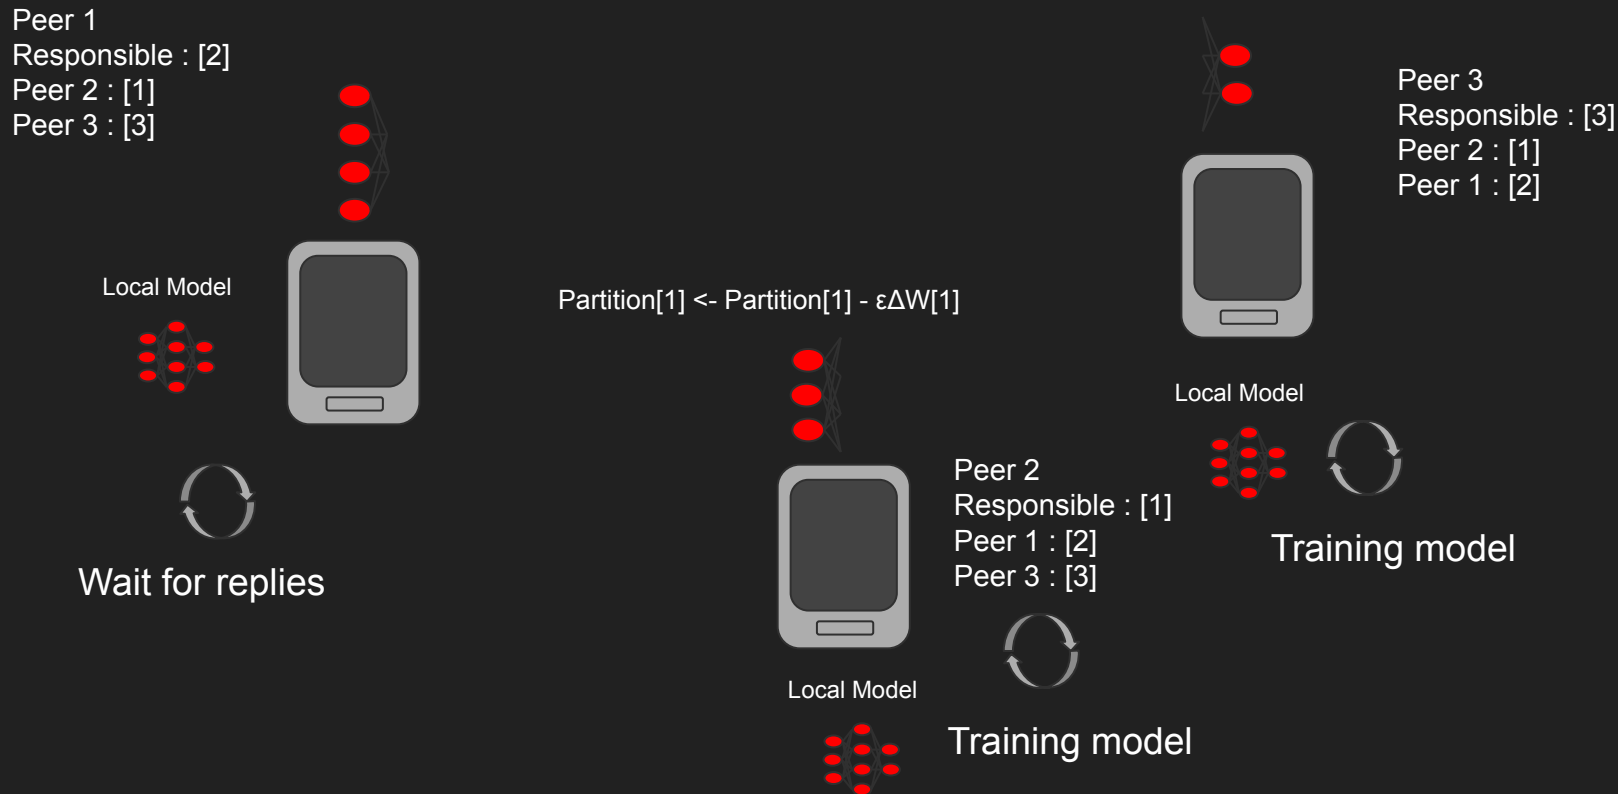 Peer 1
Responsible : [2]
Peer 2 : [1]
Peer 3 : [3]
Local Model
Wait for replies
Partition[1] <- Partition[1] - εΔW[1]
Peer 2
Responsible : [1]
Peer 1 : [2]
Peer 3 : [3]
Local Model
Training model
Peer 3
Responsible : [3]
Peer 2 : [1]
Peer 1 : [2]
Local Model
Training model